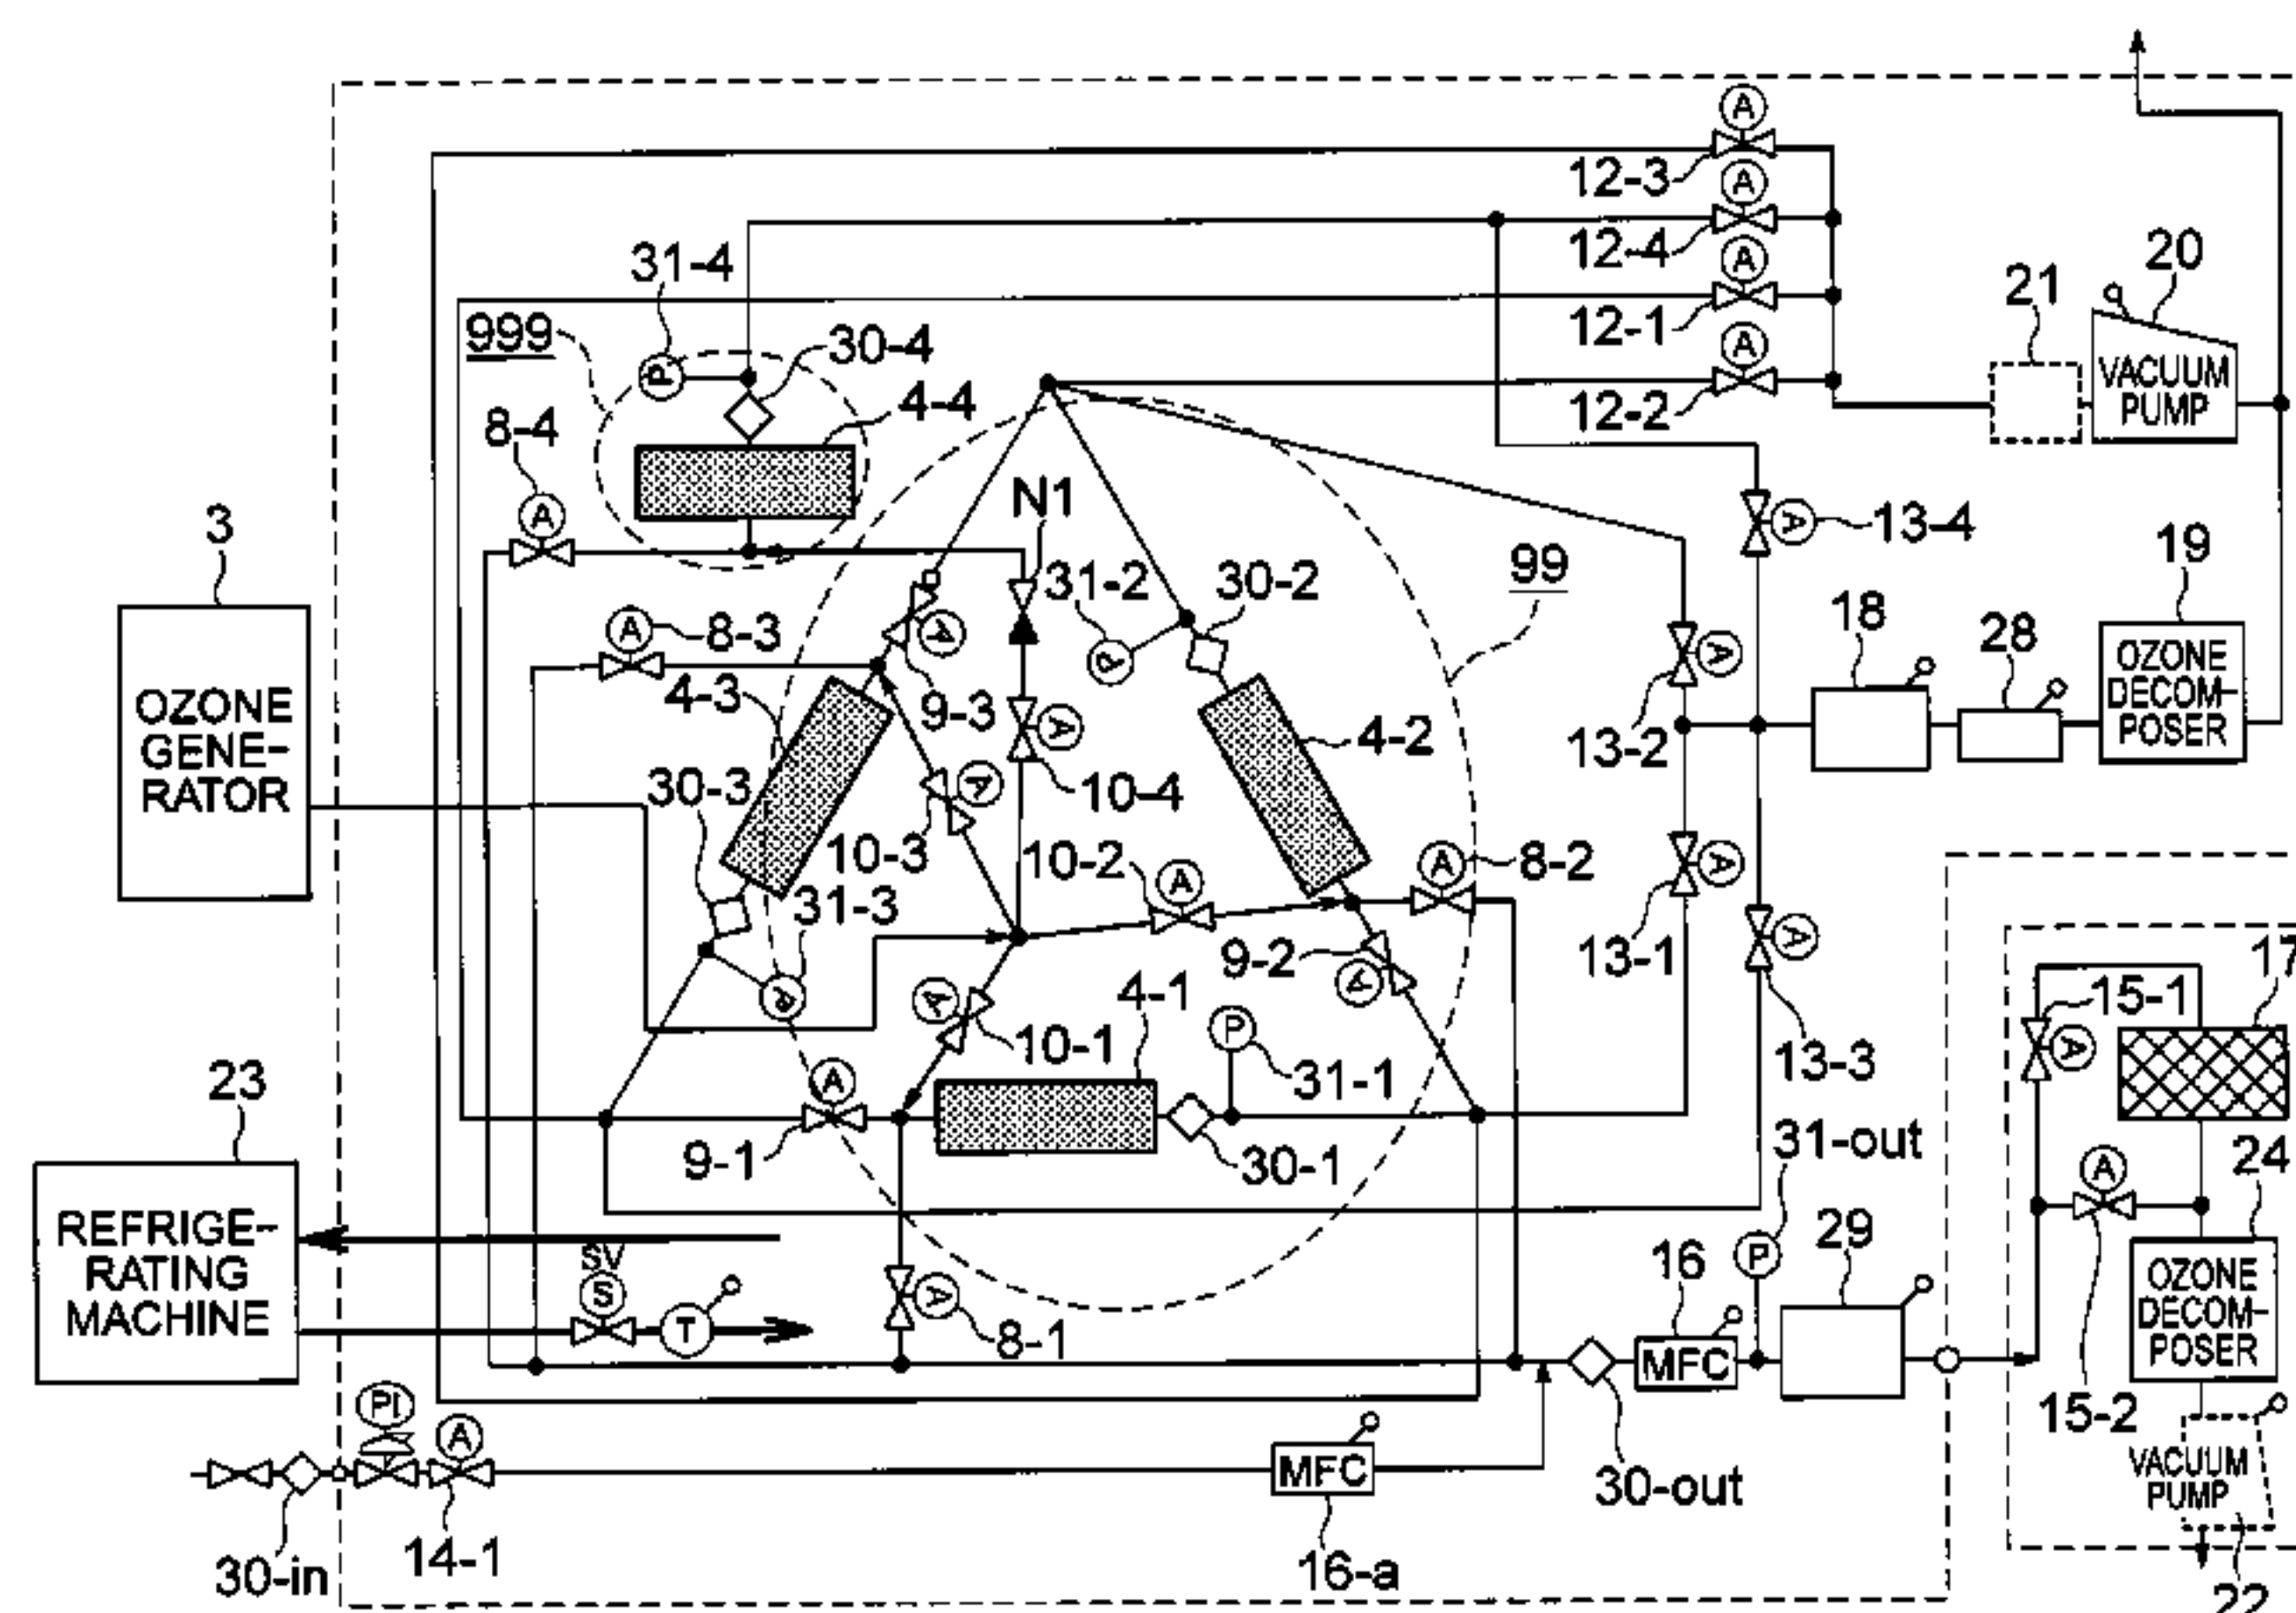 A
12-3
A
12-4
A
12-1
A
12-2
20
21
VACUUM
PUMP
31-4
999
P
30-4
4-4
8-4
A
N1
13-4
A
3
OZONE
GENE-
RATOR
A
8-3
4-3
9-3
A
31-2
P
30-2
99
4-2
A
13-2
18
28
19
OZONE
DECOM-
POSER
30-3
10-3
A
A
10-4
31-3
P
10-2
A
A
8-2
9-2
A
A
13-1
A
13-3
A
10-1
4-1
P
31-1
A
9-1
30-1
23
REFRIGE-
RATING
MACHINE
SV
S
T
A
8-1
31-out
P
16
MFC
29
15-1
A
17
A
15-2
24
OZONE
DECOM-
POSER
VACUUM
PUMP
22
PI
A
30-in
14-1
MFC
16-a
30-out